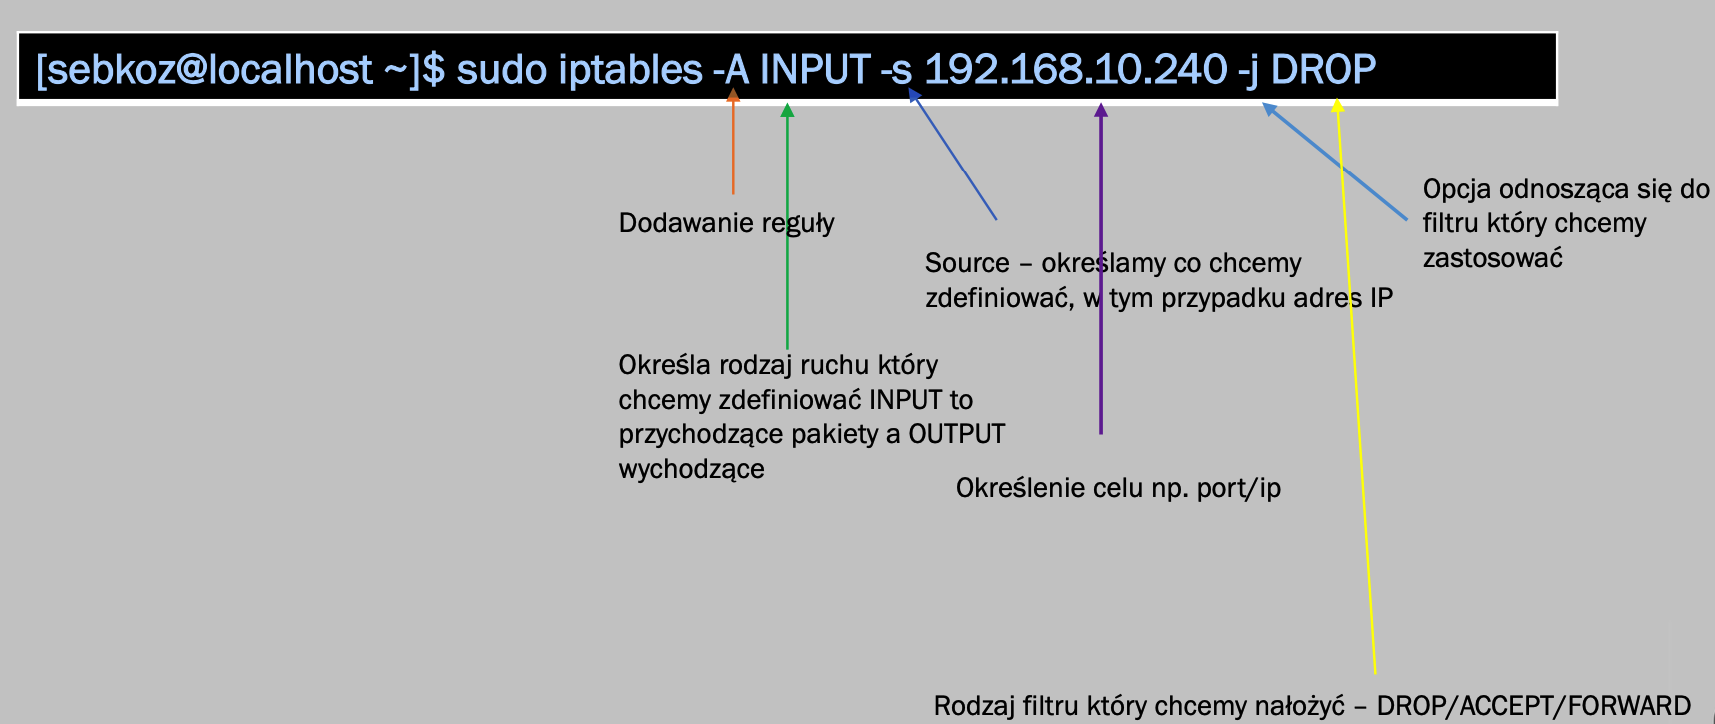 [sebkoz@localhost ~]$ sudo iptables -A INPUT -s 192.168.10.240 -j DROP
Opcja odnosząca się do
filtru który chcemy
zastosować
Dodawanie reguły
Source – określamy co chcemy
zdefiniować, w tym przypadku adres IP
Określa rodzaj ruchu który
chcemy zdefiniować INPUT to
przychodzące pakiety a OUTPUT
wychodzące
Określenie celu np. port/ip
Rodzaj filtru który chcemy nałożyć – DROP/ACCEPT/FORWARD